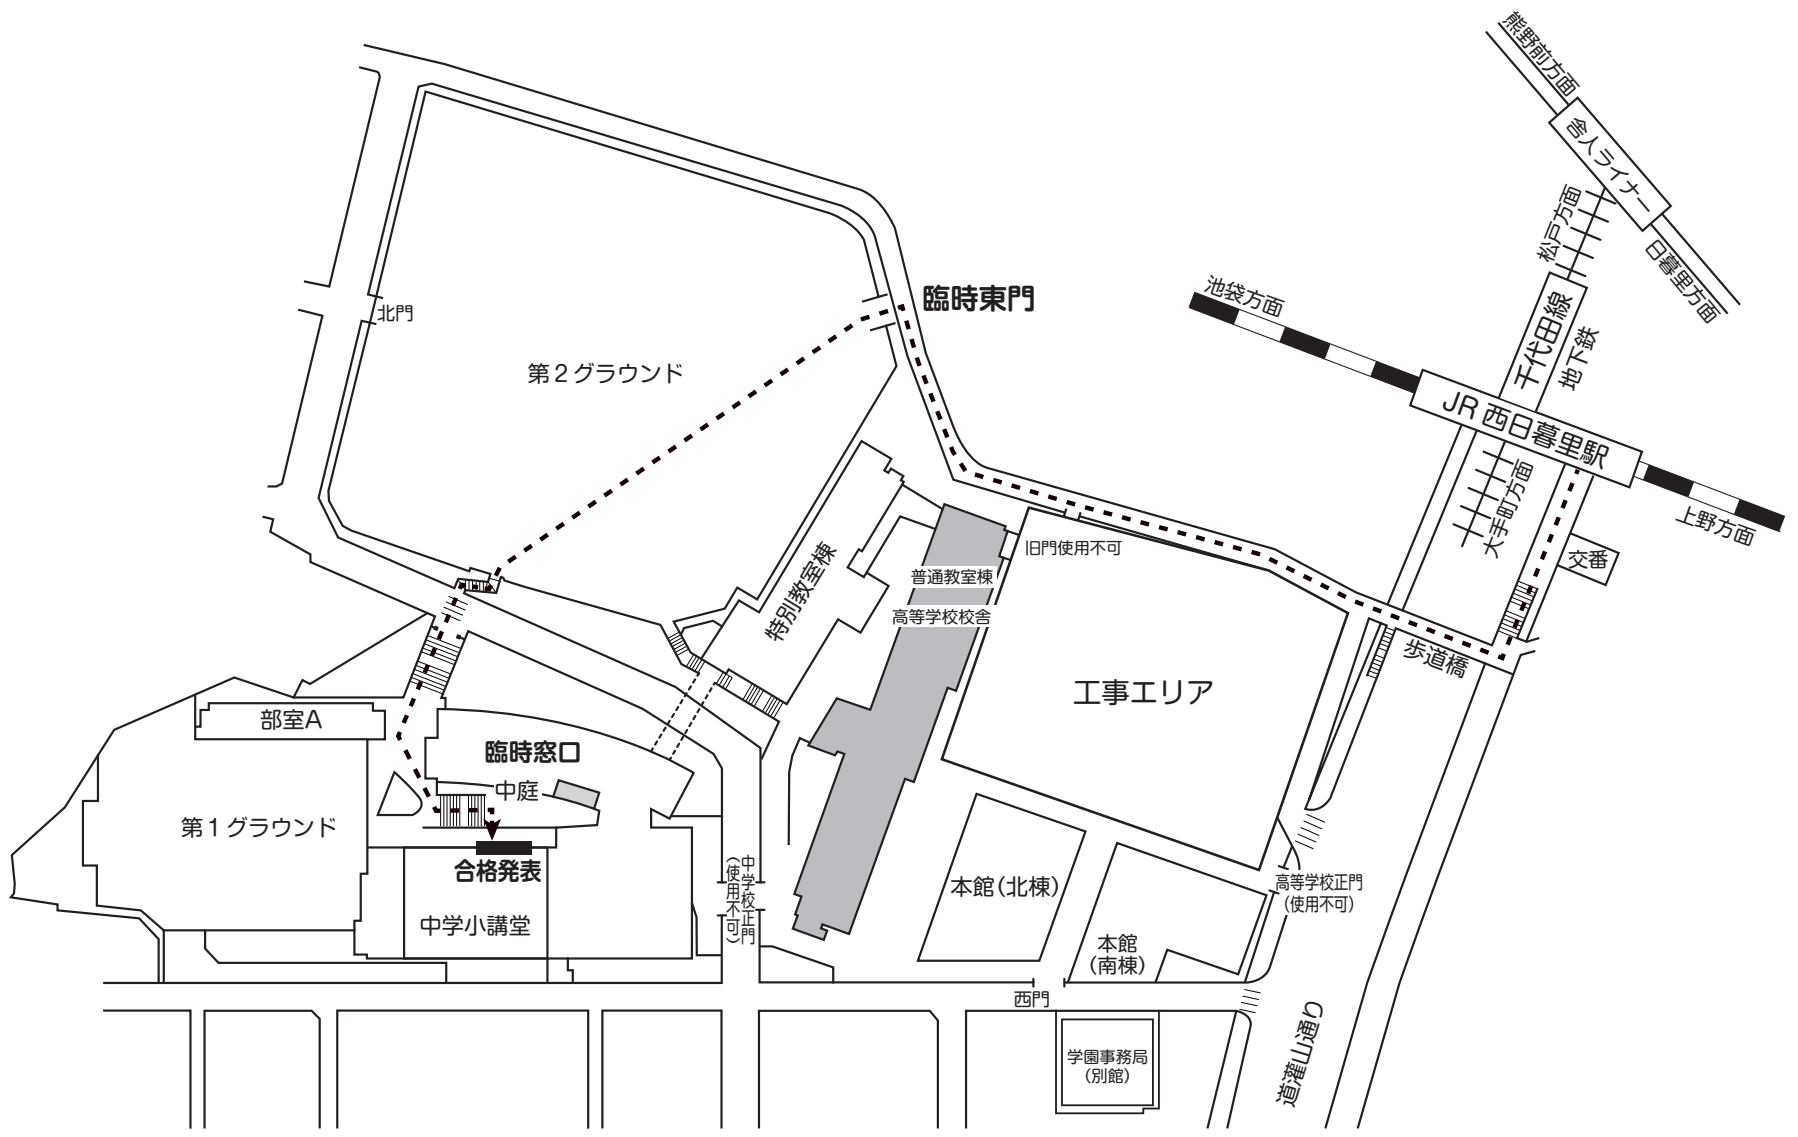 熊野前方面
舎人ライナー
日暮里方面
松戸方面
千代田線
地下鉄
池袋方面
JR 西日暮里駅
大手町方面
上野方面
交番
歩道橋
臨時東門
北門
第２グラウンド
旧門使用不可
特別教室棟
普通教室棟
高等学校校舎
工事エリア
部室A
臨時窓口
中庭
第１グラウンド
合格発表
中学小講堂
中学校正門
（使用不可）
本館（北棟）
高等学校正門
（使用不可）
本館
（南棟）
西門
学園事務局
（別館）
道灌山通り